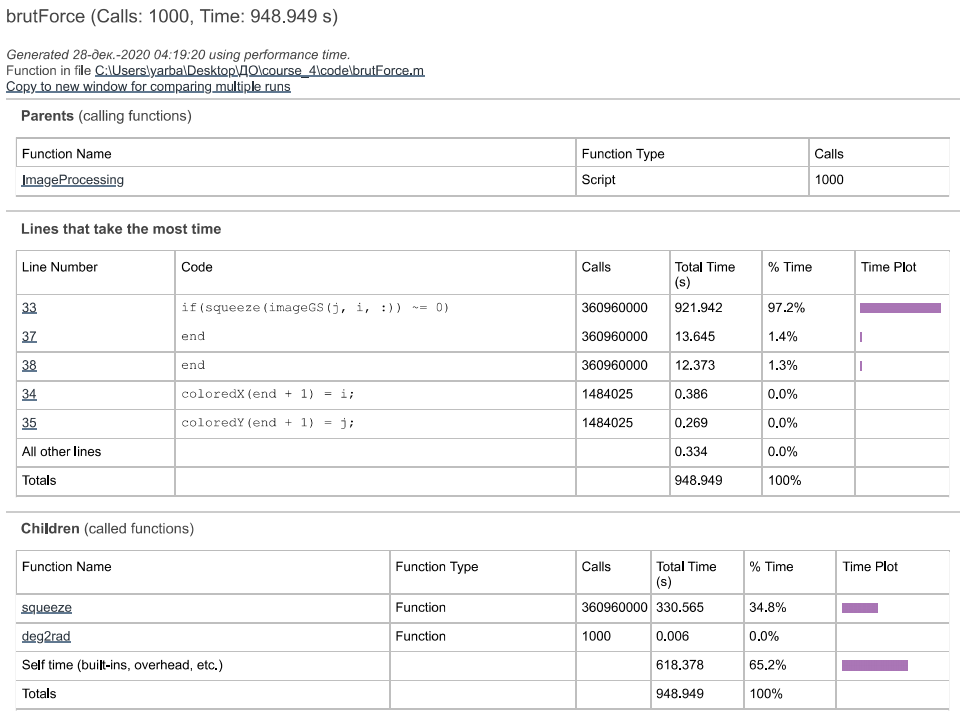 brutForce (Calls: 1000, Time: 948.949 s)
Generated 28-дек.-2020 04:19:20 using performance time.
Function in file C:\Users\yarba\Desktop\ДО\course_4\code\brutForce.m
Copy to new window for comparing multiple runs
Parents (calling functions)
Function Name Function Type Calls
ImageProcessing Script 1000
Lines that take the most time
Line Number Code Calls Total Time (s) % Time Time Plot
33 if(squeeze(imageGS(j, i, :)) ~= 0) 360960000 921.942 97.2%
37 end 360960000 13.645 1.4%
38 end 360960000 12.373 1.3%
34 coloredX(end + 1) = i; 1484025 0.386 0.0%
35 coloredY(end + 1) = j; 1484025 0.269 0.0%
All other lines 0.334 0.0%
Totals 948.949 100%
Children (called functions)
Function Name Function Type Calls Total Time (s) % Time Time Plot
squeeze Function 360960000 330.565 34.8%
deg2rad Function 1000 0.006 0.0%
Self time (built-ins, overhead, etc.) 618.378 65.2%
Totals 948.949 100%